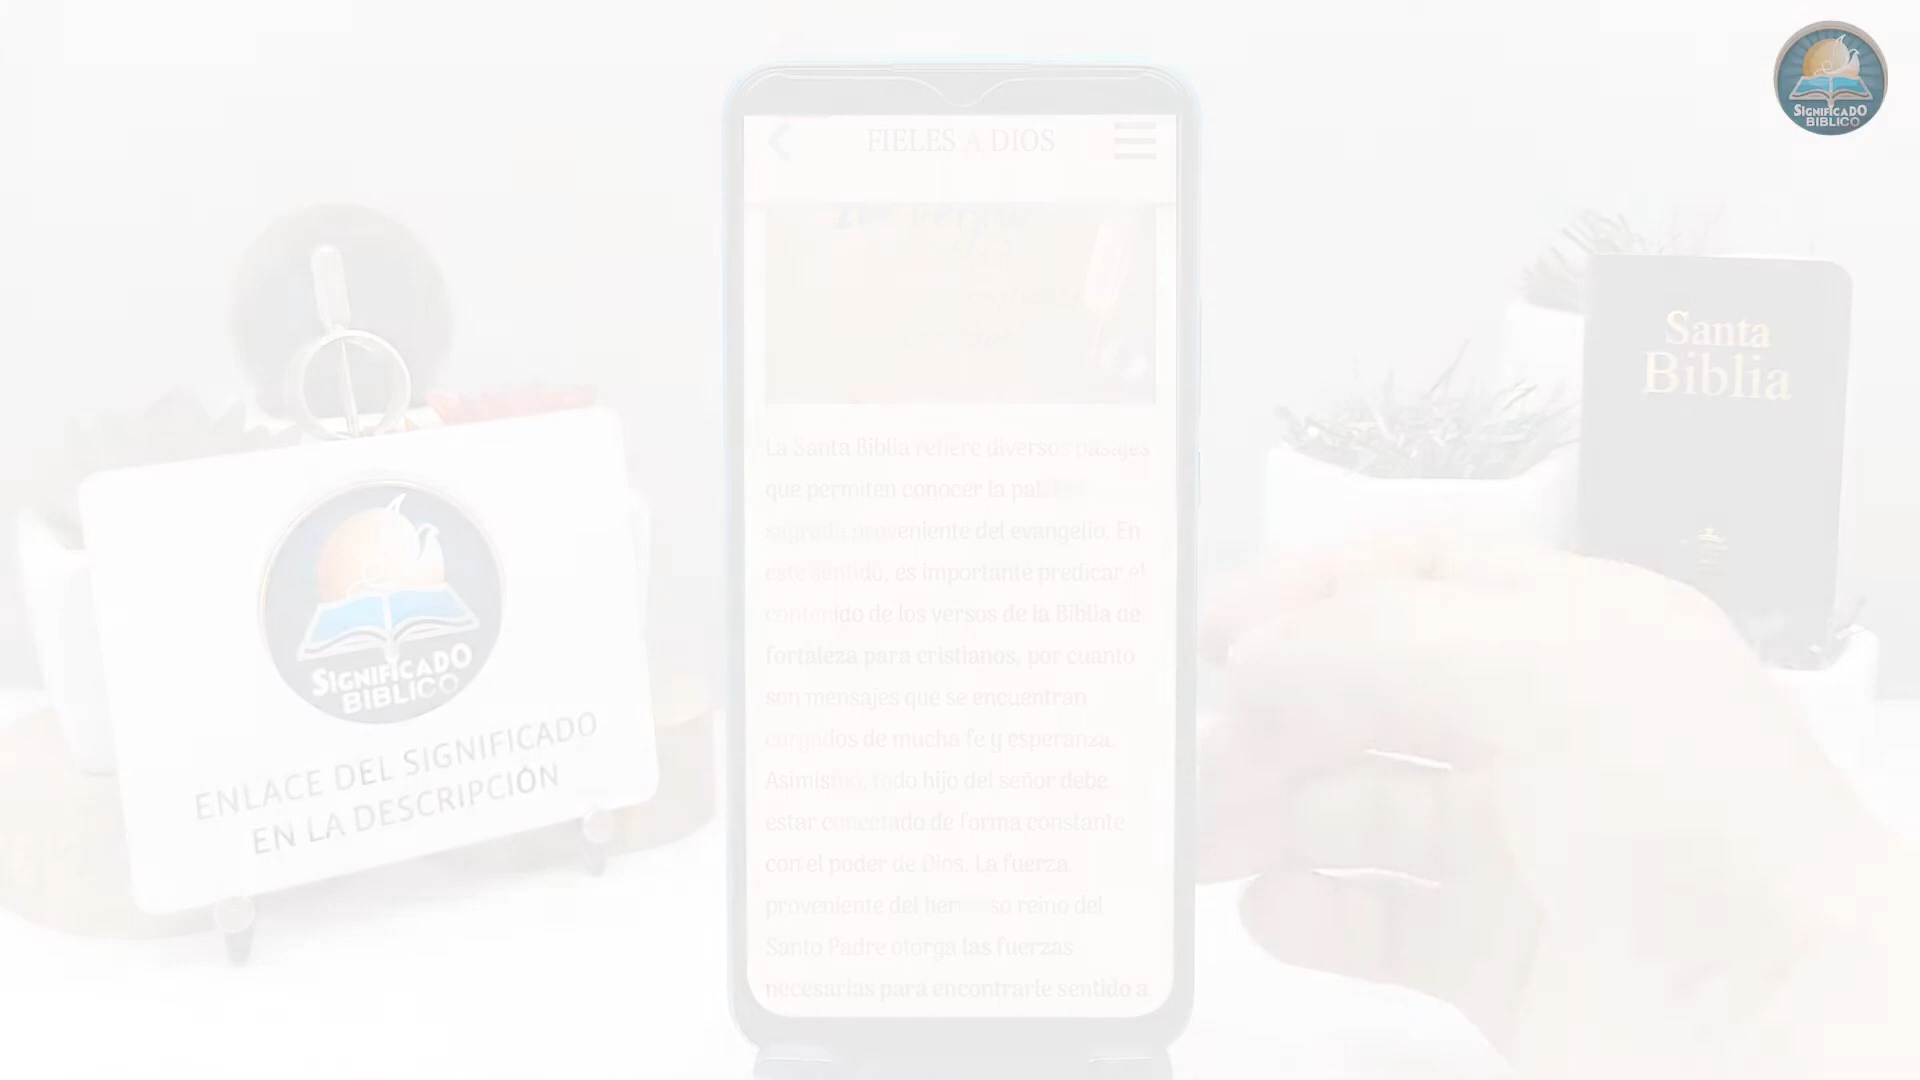 SIGNIFICADO
BIBLICO
FIELES A DIOS
Santa
Biblia
La Santa Biblia refiere diversos pasajes
que permiten conocer la
sagrada proveniente del evangelio. En
este sentido, es importante predicar el
contenido de los versos de la Biblia de
fortaleza para cristianos, por cuanto
son mensajes que se encuentran
cargados de mucha fe y esperanza.
Asimismo, todo hijo del señor debe
estar conectado de forma constante
con el poder de Dios. La fuerza
proveniente del hermoso reino del
Santo Padre otorga las fuerzas
necesarias para encontrarle sentido a
SIGNIFICADO
BIBLICO
ENLACE DEL SIGNIFICADO
EN LA DESCRIPCIÓN